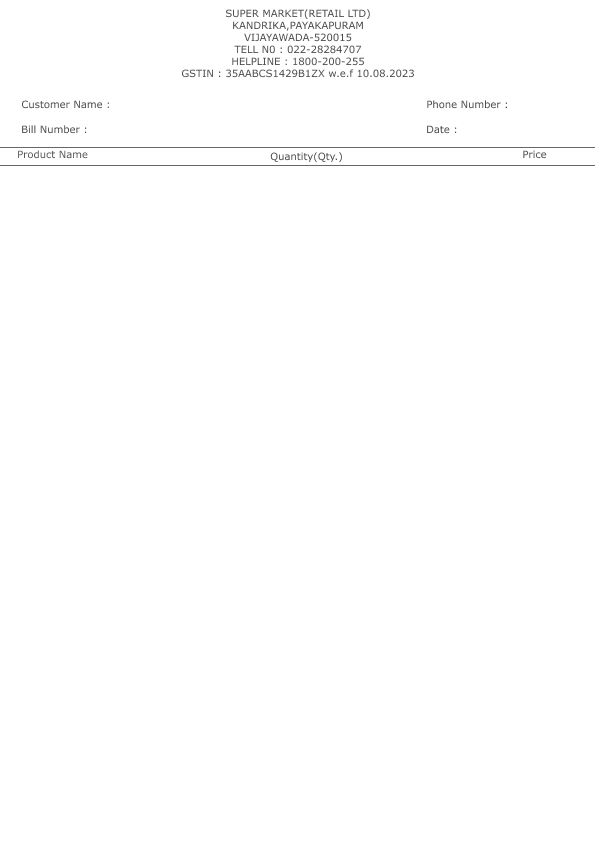 SUPER MARKET(RETAIL LTD)
KANDRIKA,PAYAKAPURAM
VIJAYAWADA-520015
TELL N0 : 022-28284707
HELPLINE : 1800-200-255
GSTIN : 35AABCS1429B1ZX w.e.f 10.08.2023
Customer Name : Phone Number :
Bill Number : Date :
Product Name Quantity(Qty.) Price